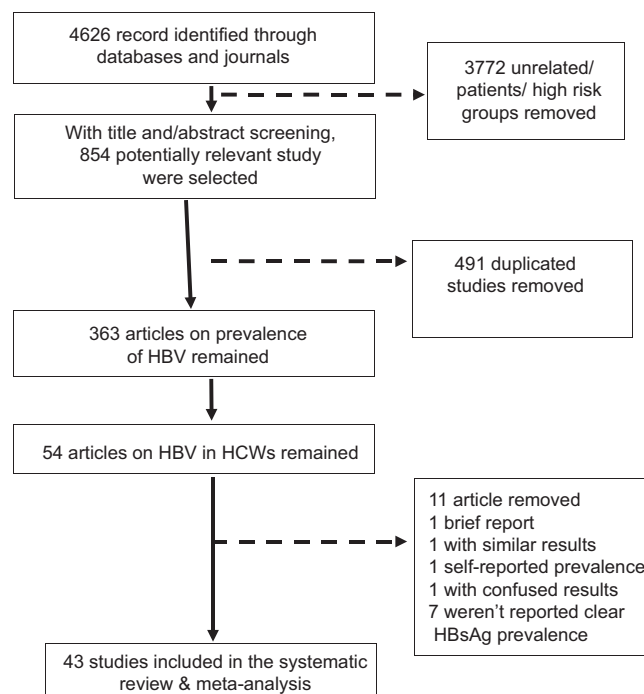 4626 record identified through
databases and journals
3772 unrelated/
patients/ high risk
groups removed
With title and/abstract screening,
854 potentially relevant study
were selected
491 duplicated
studies removed
363 articles on prevalence
of HBV remained
54 articles on HBV in HCWs remained
11 article removed
1 brief report
1 with similar results
1 self-reported prevalence
1 with confused results
7 weren't reported clear
HBsAg prevalence
43 studies included in the systematic
review & meta-analysis